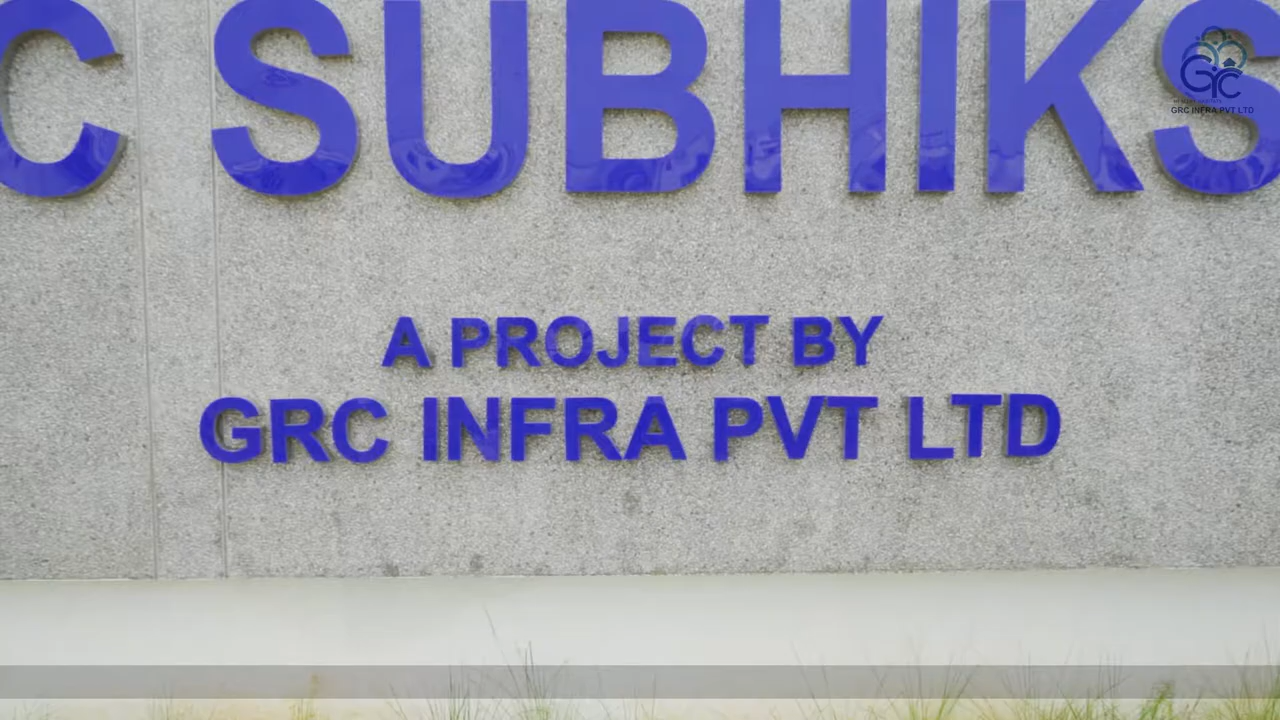 C SUBHIKS
A PROJECT BY
GRC INFRA PVT LTD
GRC
GRC INFRA PVT LTD